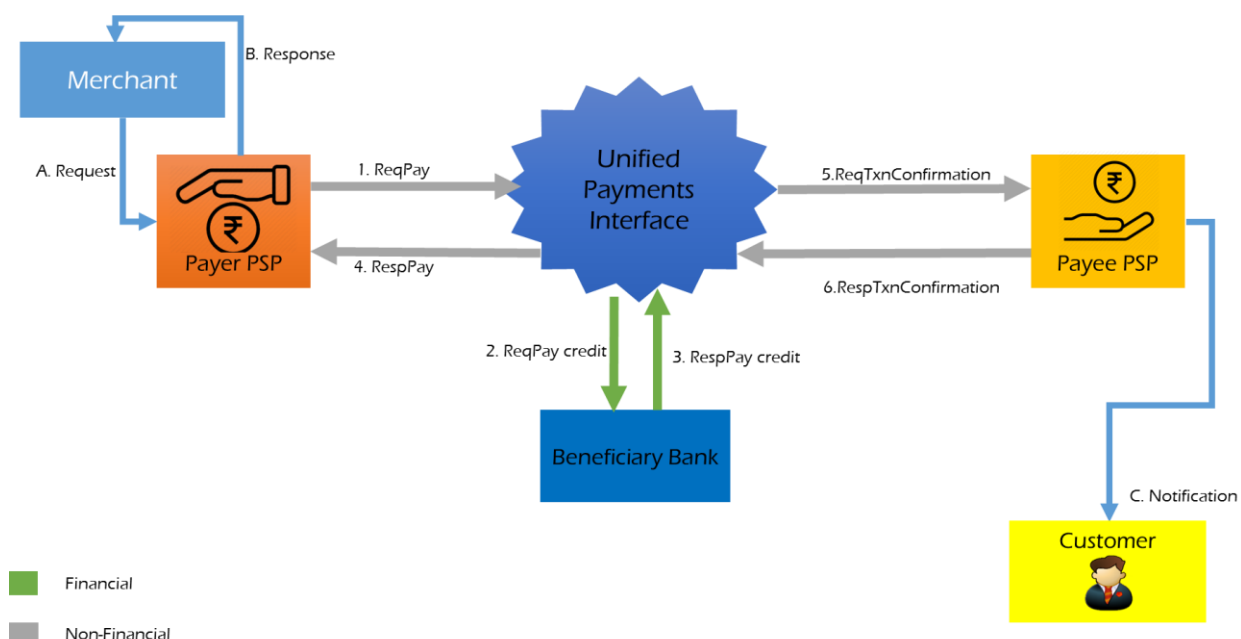 B. Response
Merchant
A. Request
₹
Payer PSP
1. ReqPay
4. RespPay
Unified
Payments
Interface
5.ReqTxnConfirmation
6.RespTxnConfirmation
₹
Payee PSP
2. ReqPay credit
3. RespPay credit
Beneficiary Bank
C. Notification
Customer
Financial
Non-Financial